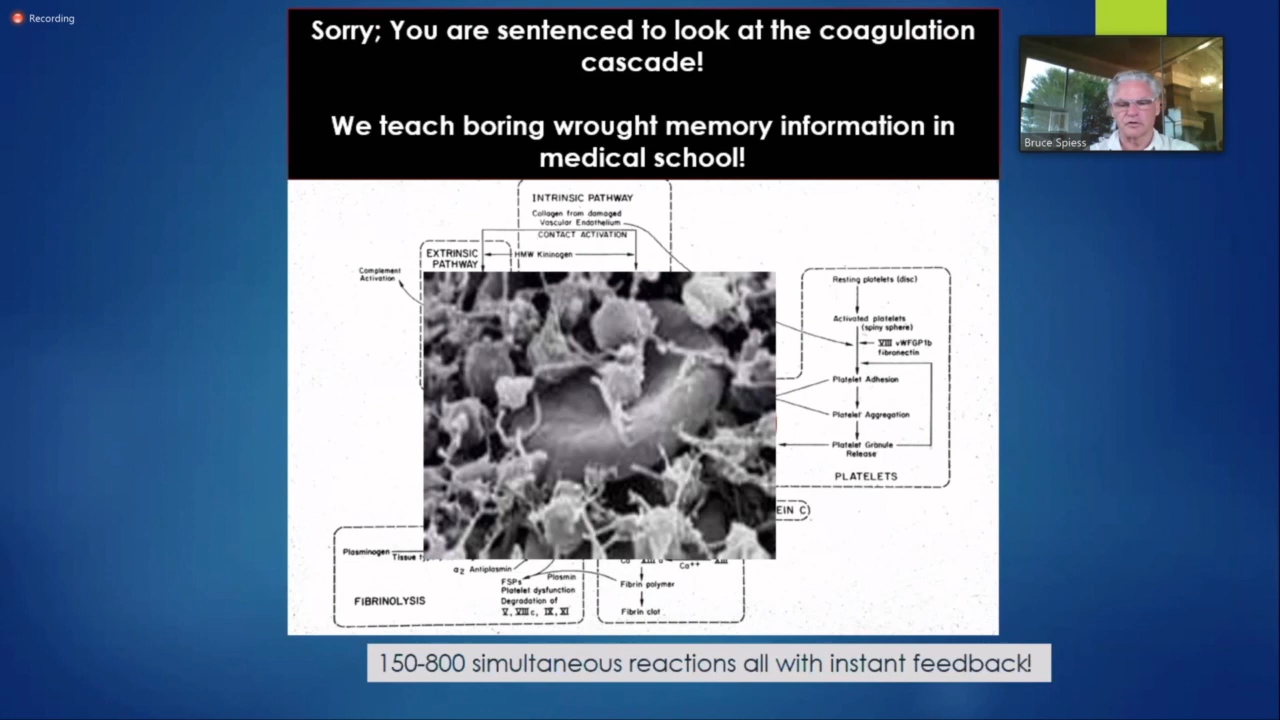 Recording
Sorry; You are sentenced to look at the coagulation
cascade!
We teach boring wrought memory information in
medical school!
Bruce Spiess
INTRINSIC PATHWAY
Collagen from damaged
Vascular Endothelium
CONTACT ACTIVATION
EXTRINSIC
PATHWAY
HMW Kininogen
Complement
Activation
Resting platelets (disc)
Activated platelets
(spiny sphere)
VIII vWFGP1b
fibronectin
Platelet Adhesion
Platelet Aggregation
Platelet Granule
Release
PLATELETS
EIN C)
Plasminogen
Tissue
α2 Antiplasmin
Plasmin
FSPs
Platelet dysfunction
Degradation of
V, VIIIc, IX, XI
FIBRINOLYSIS
Ca++
Fibrin polymer
Fibrin clot
150-800 simultaneous reactions all with instant feedback!